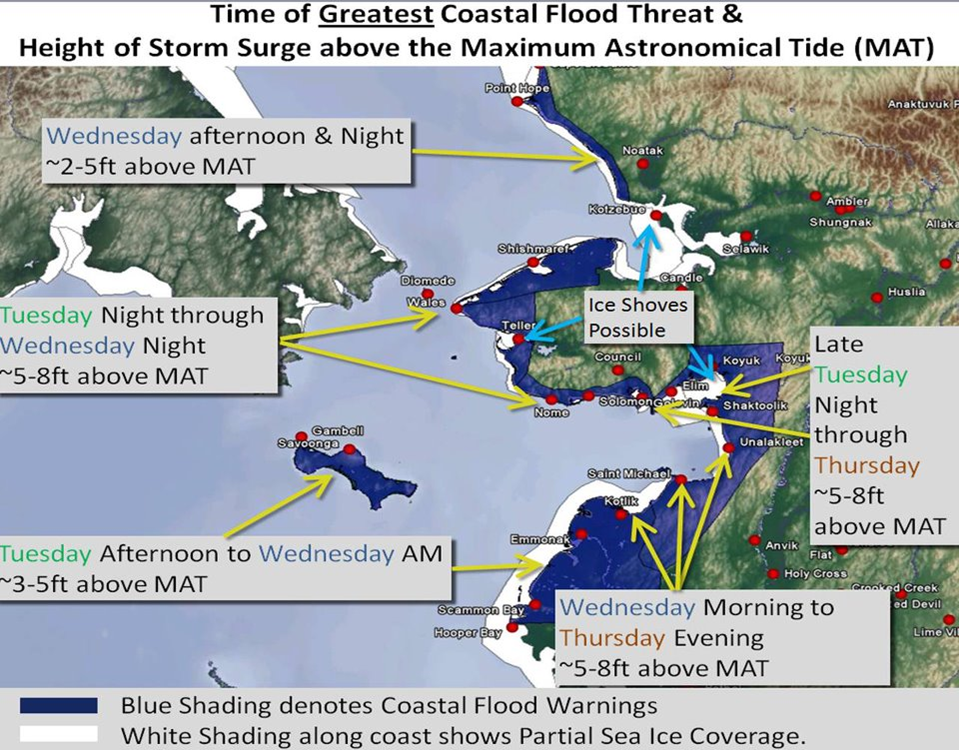 Time of Greatest Coastal Flood Threat &
Height of Storm Surge above the Maximum Astronomical Tide (MAT)
Point Hope
Anaktuvuk P
Wednesday afternoon & Night
~2-5ft above MAT
Noatak
Ambler
Kotzebue
Shungnak
Allaka
Selawik
Shishmaref
Candle
Diomede
Wales
Huslia
Ice Shoves
Possible
Tuesday Night through
Wednesday Night
~5-8ft above MAT
Teller
Council
Koyuk
Koyuk
Elim
Nome
Solomon
Shaktoolik
Late
Tuesday
Night
through
Thursday
~5-8ft
above MAT
Gambell
Savoonga
Unalakleet
Saint Michael
Kotlik
Emmonak
Anvik
Flat
Holy Cross
Tuesday Afternoon to Wednesday AM
~3-5ft above MAT
Crooked Creek
ed Devil
Scammon Bay
Hooper Bay
Lime Vi
Wednesday Morning to
Thursday Evening
~5-8ft above MAT
Blue Shading denotes Coastal Flood Warnings
White Shading along coast shows Partial Sea Ice Coverage.